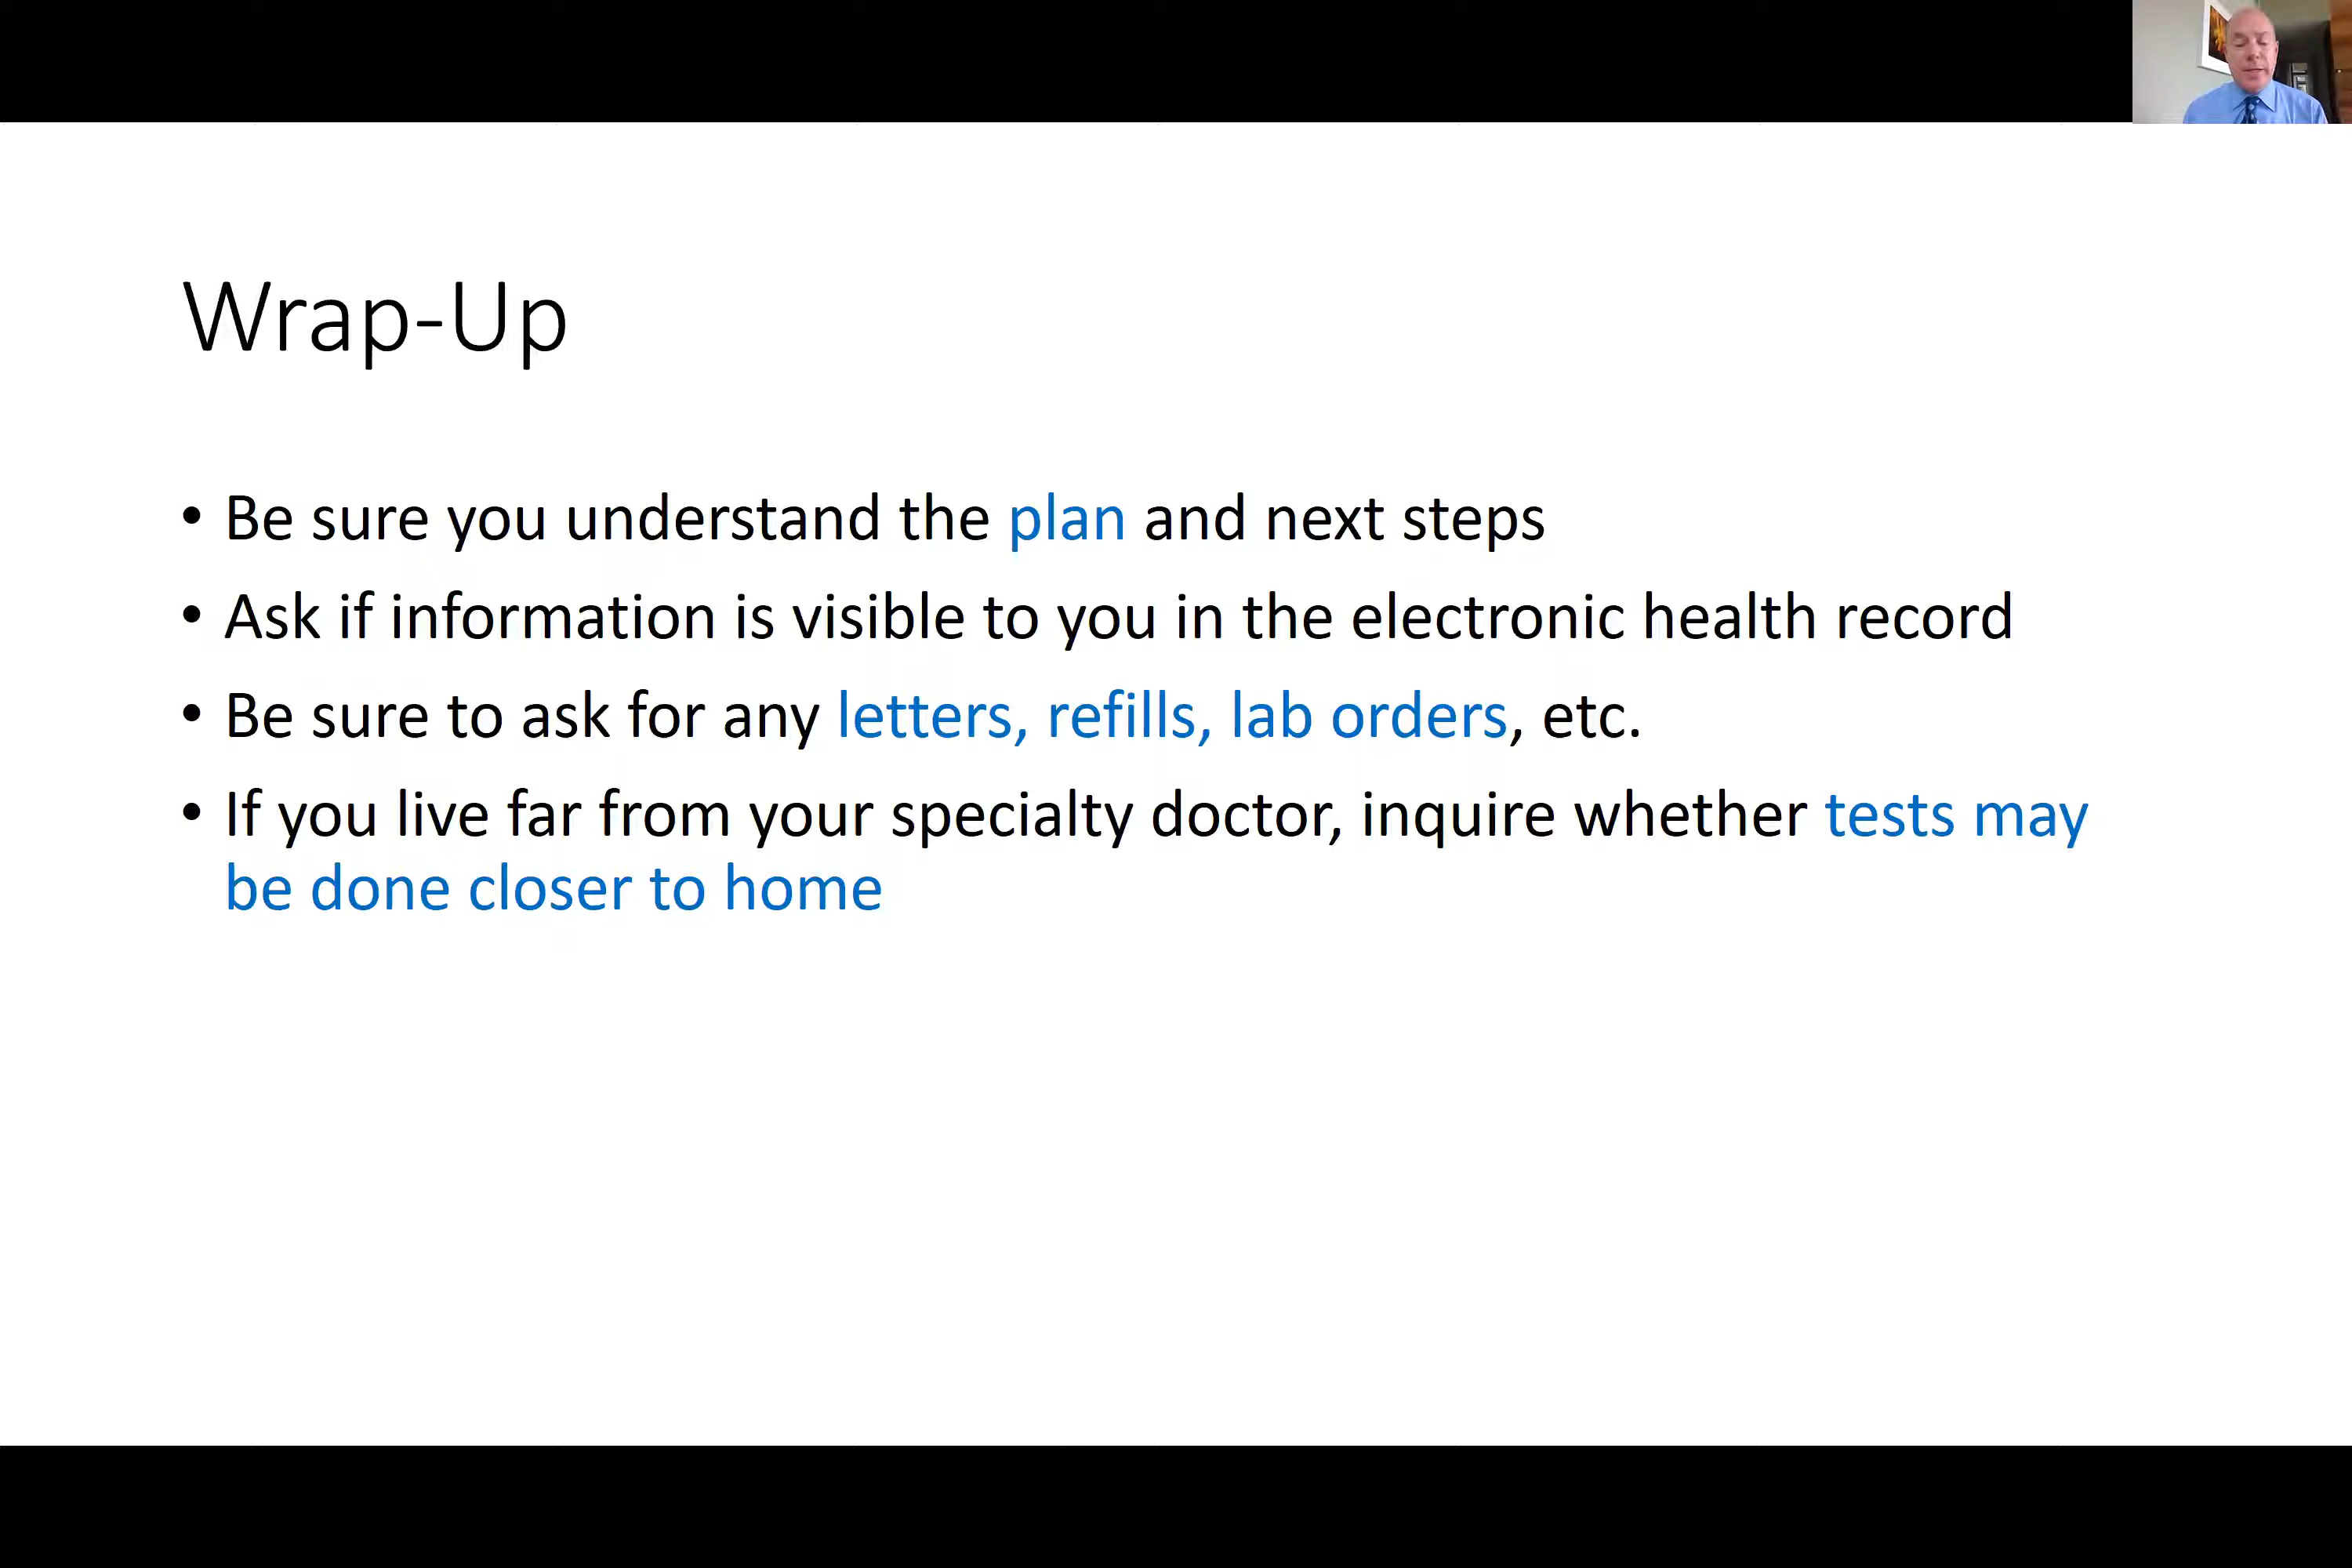 Wrap-Up
• Be sure you understand the plan and next steps
• Ask if information is visible to you in the electronic health record
• Be sure to ask for any letters, refills, lab orders, etc.
• If you live far from your specialty doctor, inquire whether tests may
be done closer to home